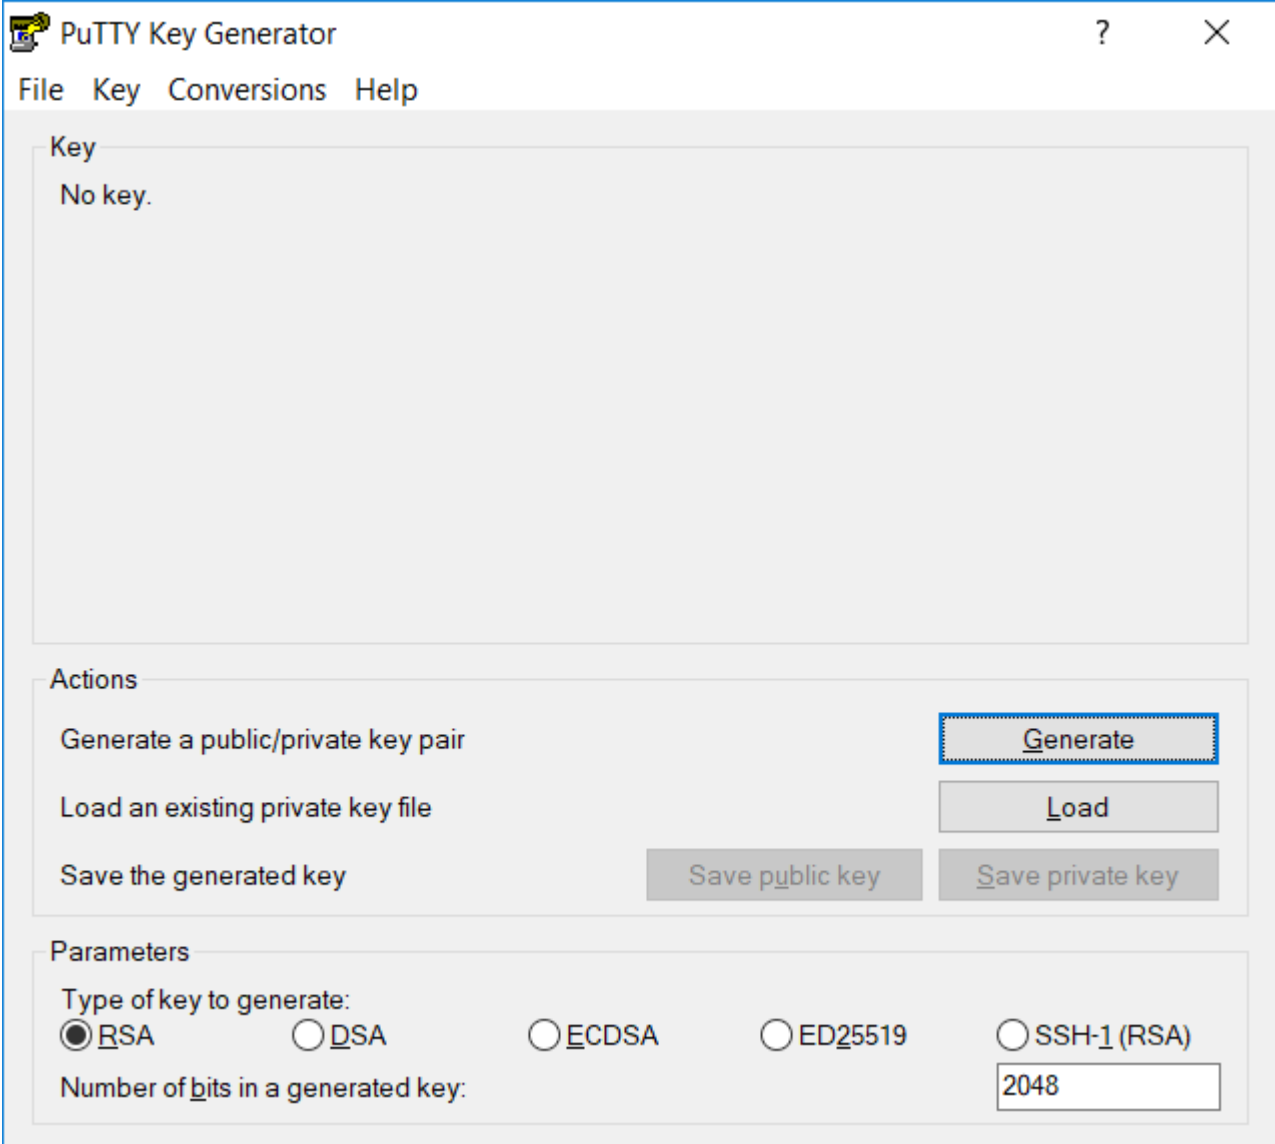 PuTTY Key Generator ?
File Key Conversions Help
Key
No key.
Actions
Generate a public/private key pair Generate
Load an existing private key file Load
Save the generated key Save public key Save private key
Parameters
Type of key to generate:
RSA DSA ECDSA ED25519 SSH-1 (RSA)
Number of bits in a generated key: 2048